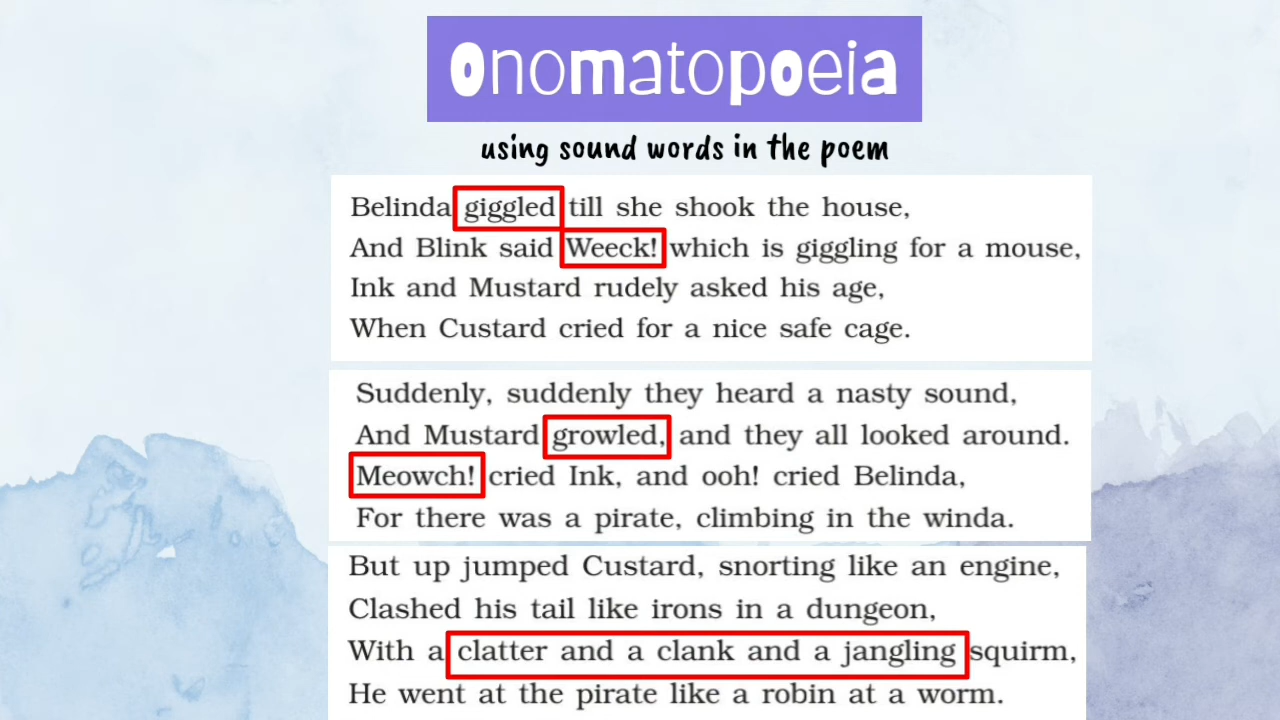 Onomatopoeia
using sound words in the poem
Belinda giggled till she shook the house,
And Blink said Weeck! which is giggling for a mouse,
Ink and Mustard rudely asked his age,
When Custard cried for a nice safe cage.
Suddenly, suddenly they heard a nasty sound,
And Mustard growled, and they all looked around.
Meowch! cried Ink, and ooh! cried Belinda,
For there was a pirate, climbing in the winda.
But up jumped Custard, snorting like an engine,
Clashed his tail like irons in a dungeon,
With a clatter and a clank and a jangling squirm,
He went at the pirate like a robin at a worm.